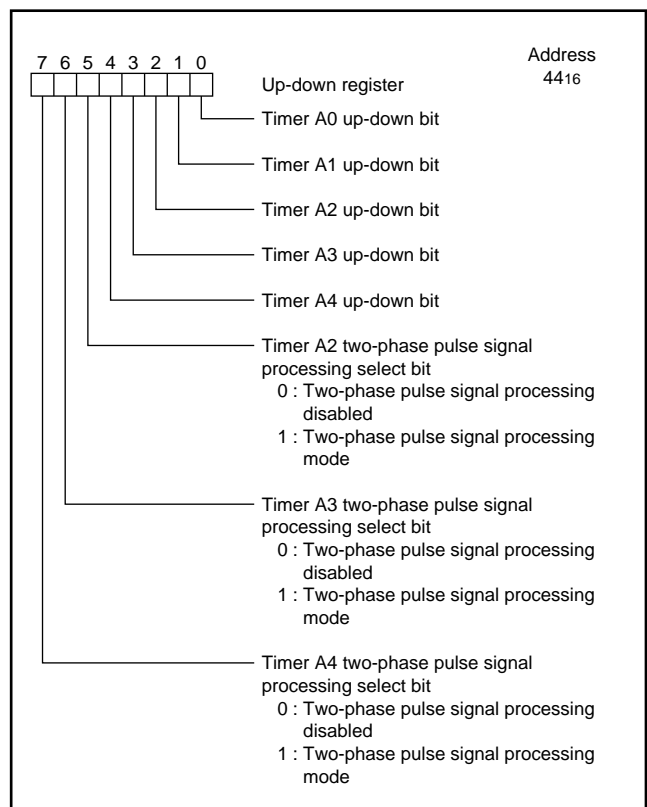 Address
7 6 5 4 3 2 1 0
Up-down register
44₁₆
Timer A0 up-down bit
Timer A1 up-down bit
Timer A2 up-down bit
Timer A3 up-down bit
Timer A4 up-down bit
Timer A2 two-phase pulse signal
processing select bit
0 : Two-phase pulse signal processing
disabled
1 : Two-phase pulse signal processing
mode
Timer A3 two-phase pulse signal
processing select bit
0 : Two-phase pulse signal processing
disabled
1 : Two-phase pulse signal processing
mode
Timer A4 two-phase pulse signal
processing select bit
0 : Two-phase pulse signal processing
disabled
1 : Two-phase pulse signal processing
mode